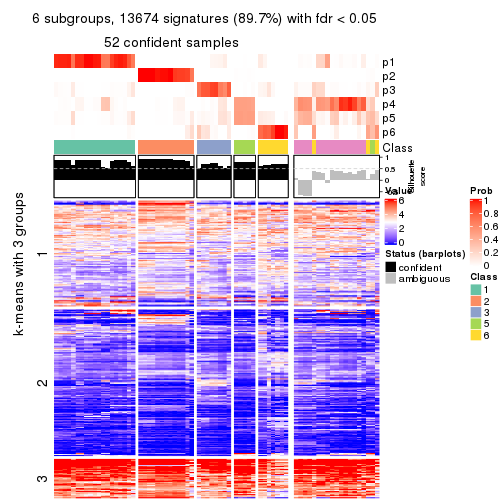 6 subgroups, 13674 signatures (89.7%) with fdr < 0.05
52 confident samples
p1
p2
p3
p4
p5
p6
Class
1
0.5
0
Silhouette
score
k-means with 3 groups
1
2
3
Value
6
4
2
0
Status (barplots)
confident
ambiguous
Prob
1
0.8
0.6
0.4
0.2
0
Class
1
2
3
5
6